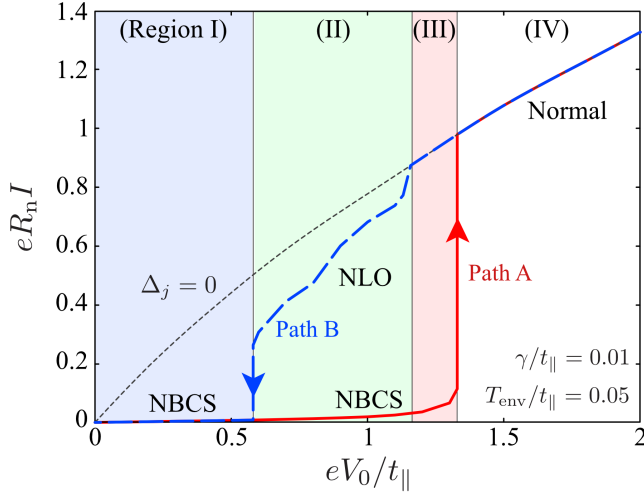 (Region I) (II) (III) (IV)
1.4
1.2
1
0.8
0.6
0.4
0.2
0
0 0.5 1 1.5 2
eRₙI
eV₀/t∥
Normal
Path A
Δⱼ = 0
NLO
Path B
NBCS
NBCS
γ/t∥ = 0.01
Tₑₙᵥ/t∥ = 0.05